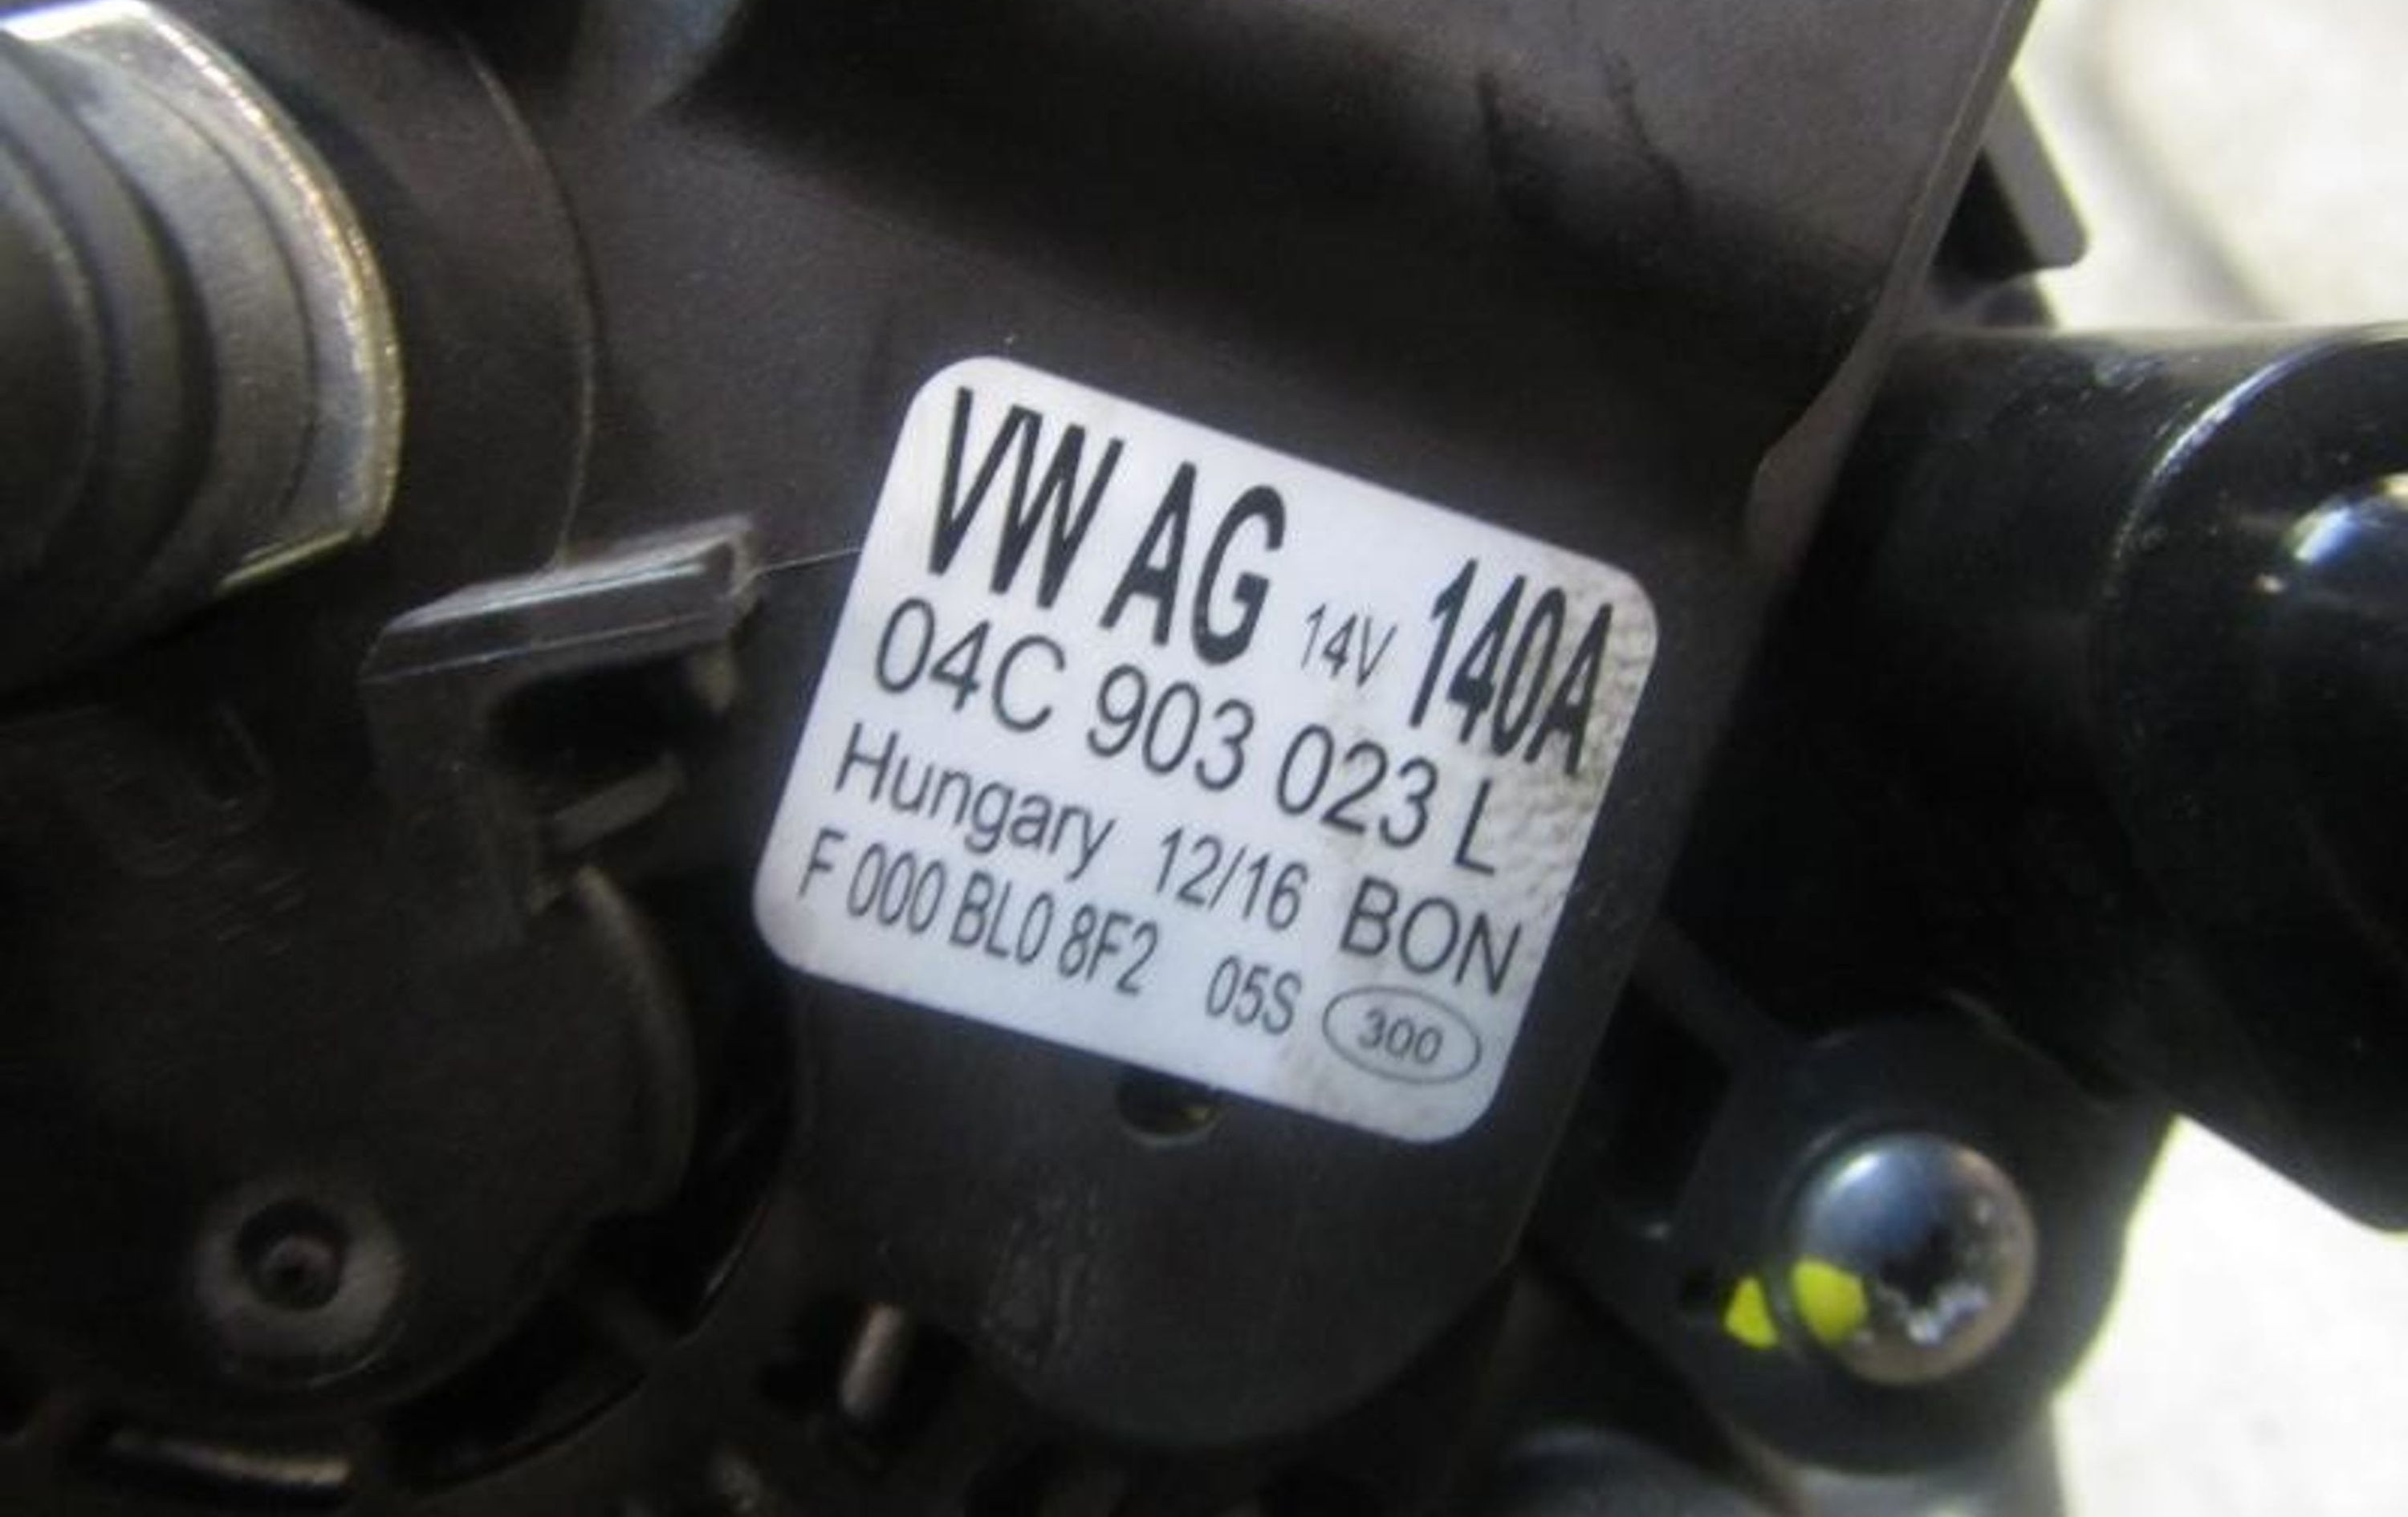 VW AG 14V 140A
04C 903 023 L
Hungary 12/16 BON
F 000 BL0 8F2 05S 300